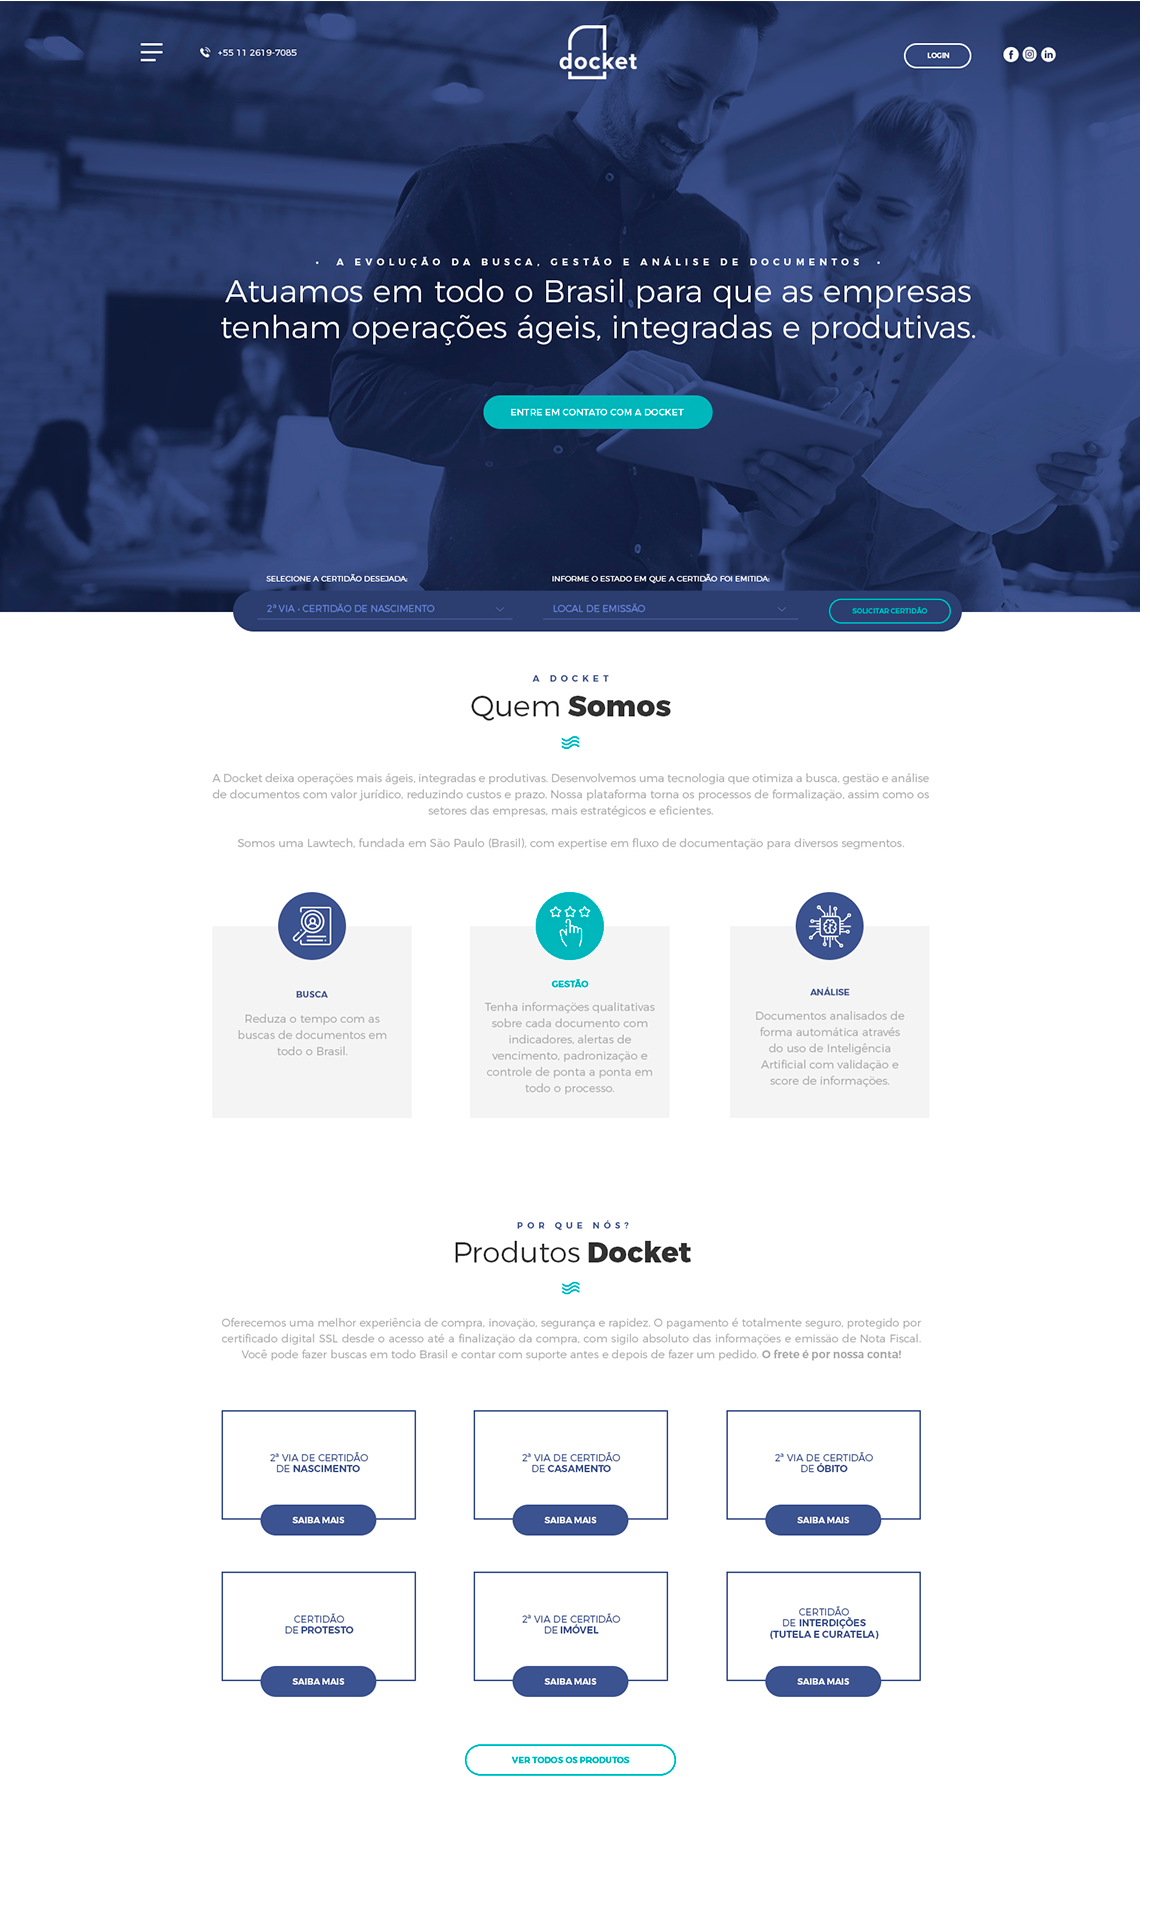 +55 11 2619-7085
docket
LOGIN
• A EVOLUÇÃO DA BUSCA, GESTÃO E ANÁLISE DE DOCUMENTOS •
Atuamos em todo o Brasil para que as empresas
tenham operações ágeis, integradas e produtivas.
ENTRE EM CONTATO COM A DOCKET
SELECIONE A CERTIDÃO DESEJADA:
INFORME O ESTADO EM QUE A CERTIDÃO FOI EMITIDA:
2ª VIA - CERTIDÃO DE NASCIMENTO
LOCAL DE EMISSÃO
SOLICITAR CERTIDÃO
A DOCKET
Quem Somos
A Docket deixa operações mais ágeis, integradas e produtivas. Desenvolvemos uma tecnologia que otimiza a busca, gestão e análise
de documentos com valor jurídico, reduzindo custos e prazo. Nossa plataforma torna os processos de formalização, assim como os
setores das empresas, mais estratégicos e eficientes.
Somos uma Lawtech, fundada em São Paulo (Brasil), com expertise em fluxo de documentação para diversos segmentos.
BUSCA
Reduza o tempo com as
buscas de documentos em
todo o Brasil.
GESTÃO
Tenha informações qualitativas
sobre cada documento com
indicadores, alertas de
vencimento, padronização e
controle de ponta a ponta em
todo o processo.
ANÁLISE
Documentos analisados de
forma automática através
do uso de Inteligência
Artificial com validação e
score de informações.
POR QUE NÓS?
Produtos Docket
Oferecemos uma melhor experiência de compra, inovação, segurança e rapidez. O pagamento é totalmente seguro, protegido por
certificado digital SSL desde o acesso até a finalização da compra, com sigilo absoluto das informações e emissão de Nota Fiscal.
Você pode fazer buscas em todo Brasil e contar com suporte antes e depois de fazer um pedido. O frete é por nossa conta!
2ª VIA DE CERTIDÃO
DE NASCIMENTO
SAIBA MAIS
2ª VIA DE CERTIDÃO
DE CASAMENTO
SAIBA MAIS
2ª VIA DE CERTIDÃO
DE ÓBITO
SAIBA MAIS
CERTIDÃO
DE PROTESTO
SAIBA MAIS
2ª VIA DE CERTIDÃO
DE IMÓVEL
SAIBA MAIS
CERTIDÃO
DE INTERDIÇÕES
(TUTELA E CURATELA)
SAIBA MAIS
VER TODOS OS PRODUTOS